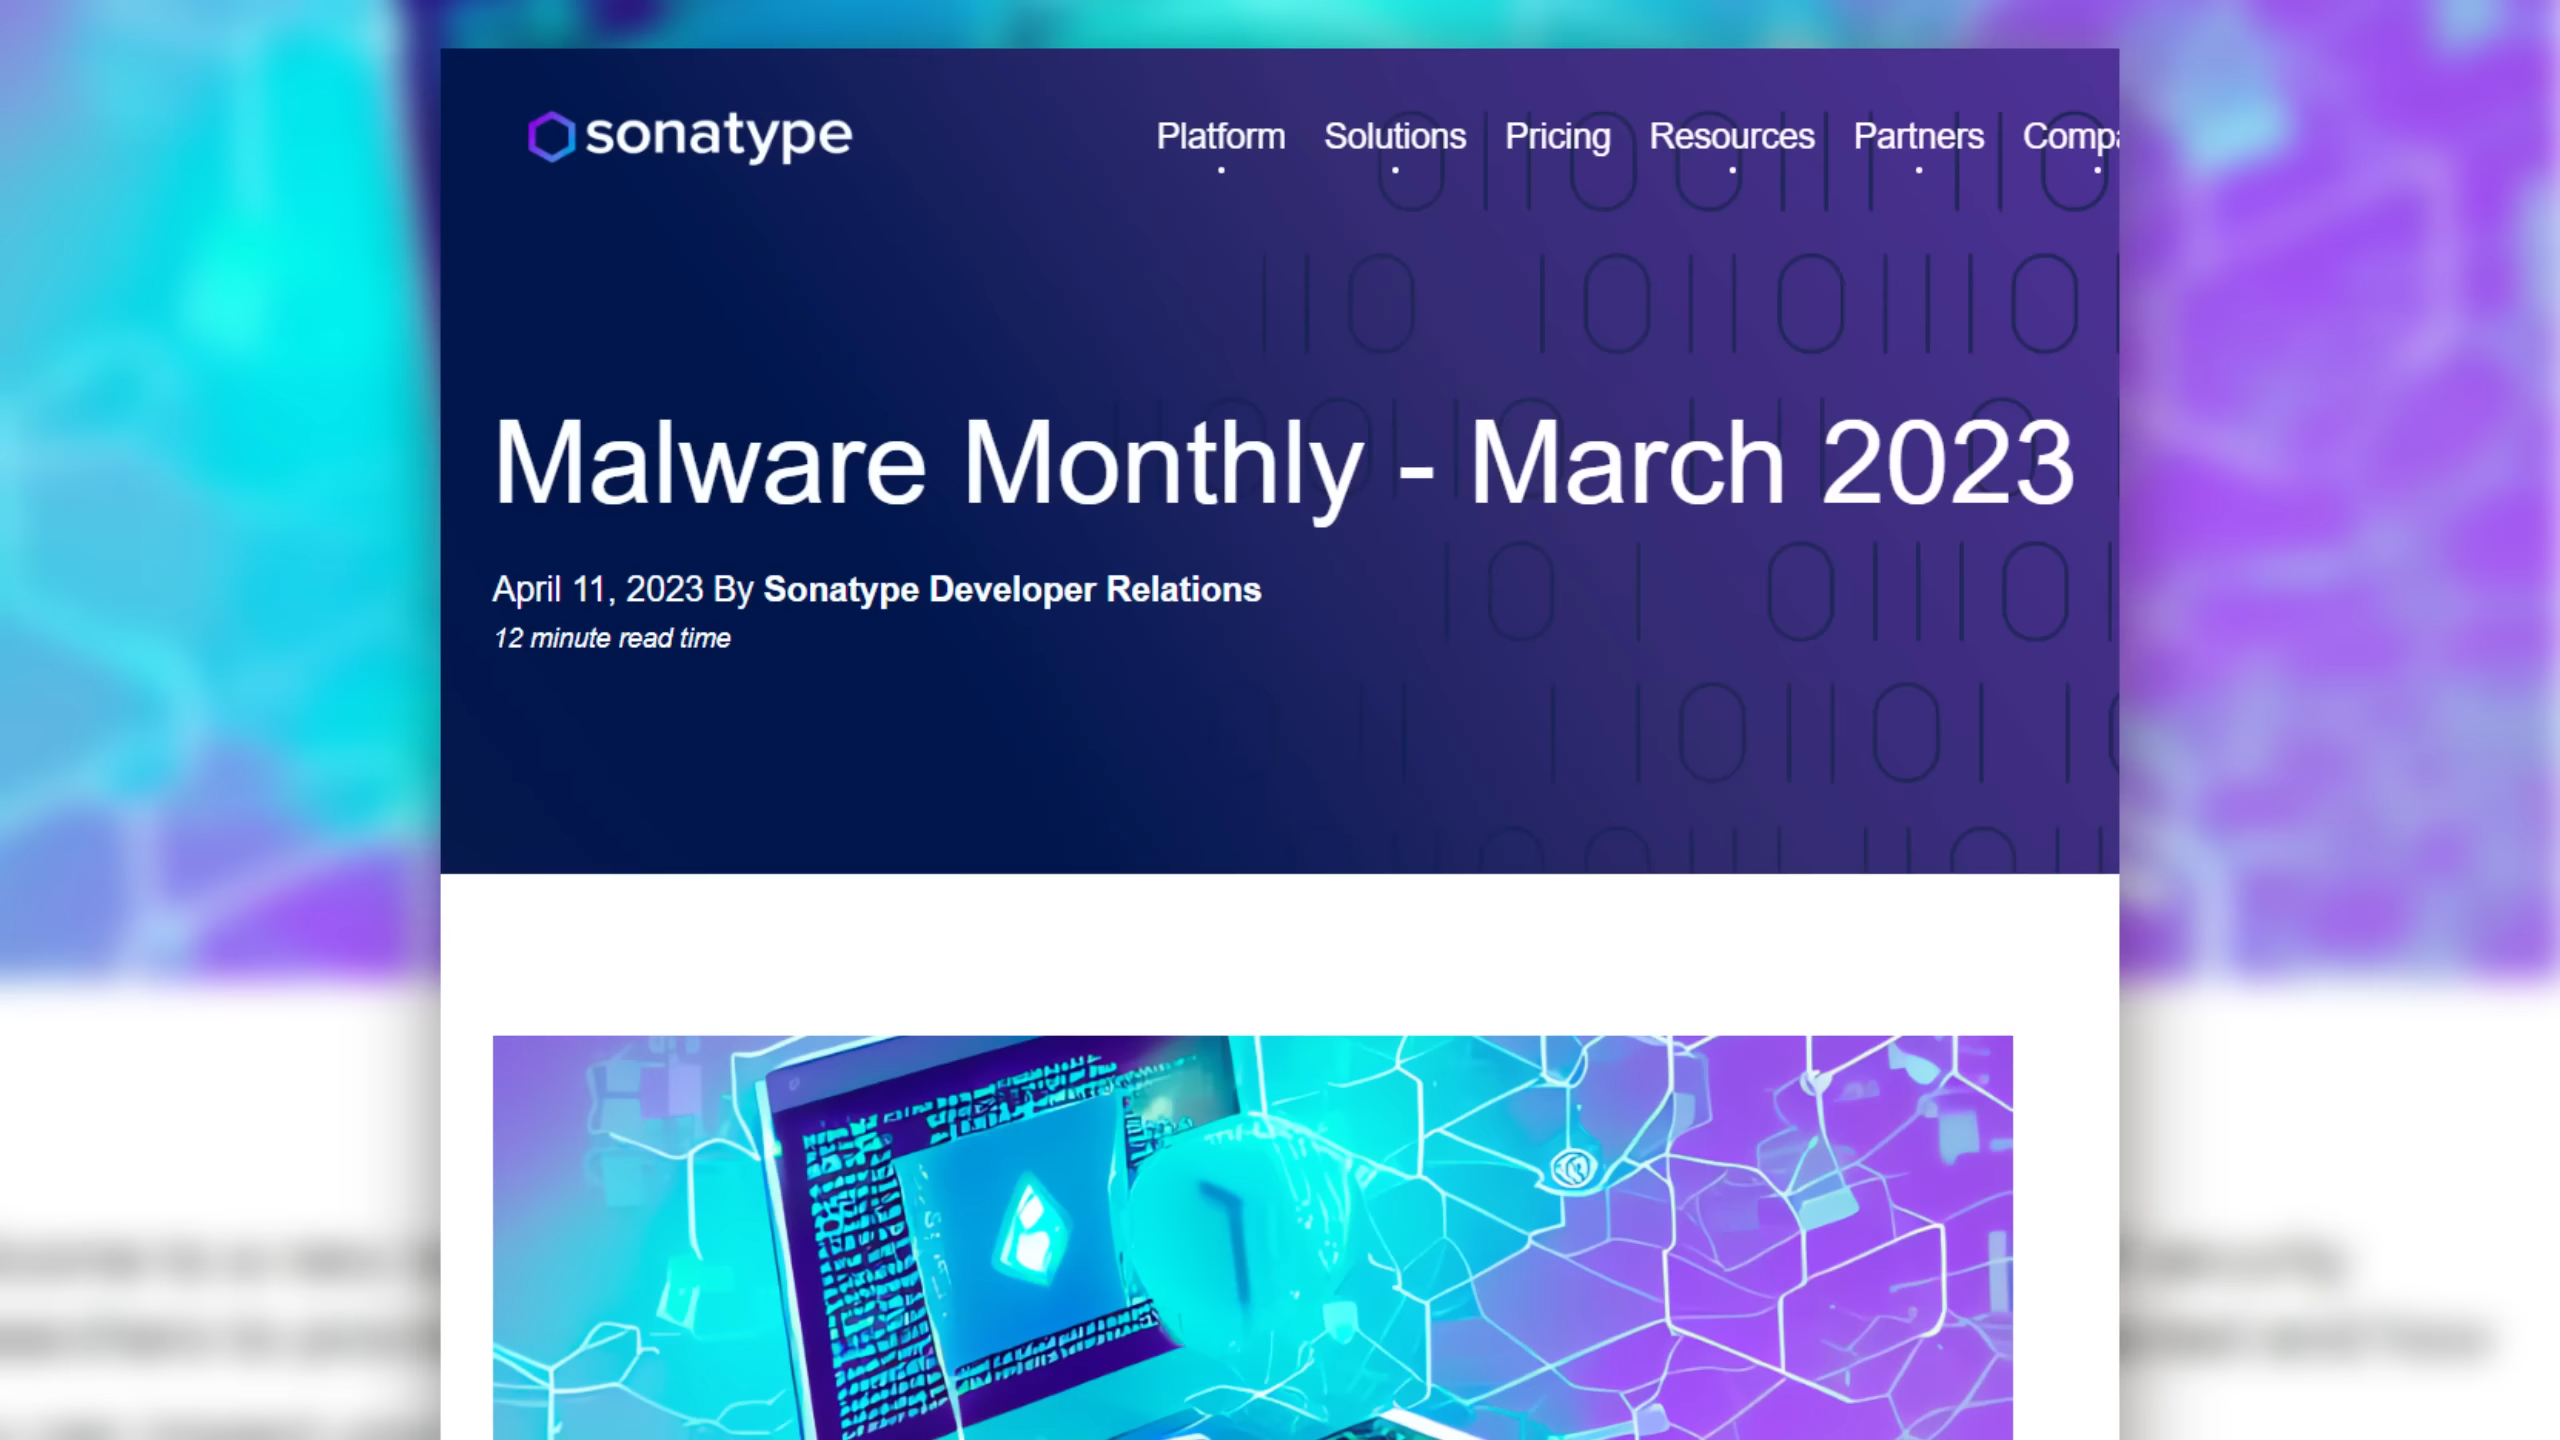 sonatype
Platform Solutions Pricing Resources Partners Compa
Malware Monthly - March 2023
April 11, 2023 By Sonatype Developer Relations
12 minute read time